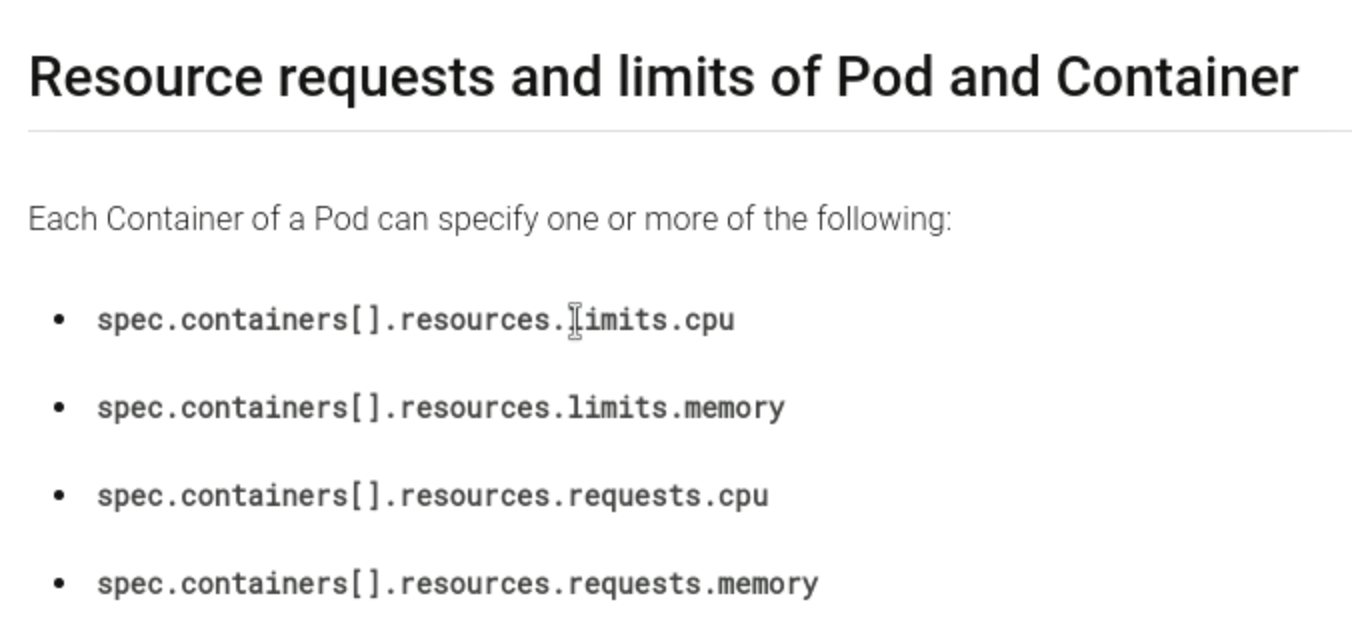 Resource requests and limits of Pod and Container
Each Container of a Pod can specify one or more of the following:
• spec.containers[].resources.limits.cpu
• spec.containers[].resources.limits.memory
• spec.containers[].resources.requests.cpu
• spec.containers[].resources.requests.memory